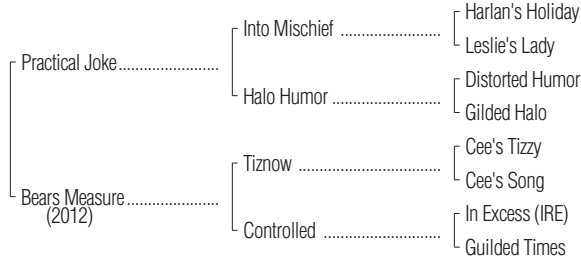 Harlan's Holiday
Into Mischief ....................
Leslie's Lady
Practical Joke....................
Distorted Humor
Halo Humor ......................
Gilded Halo
Cee's Tizzy
Tiznow .............................
Cee's Song
Bears Measure..................
(2012)
In Excess (IRE)
Controlled ........................
Guilded Times